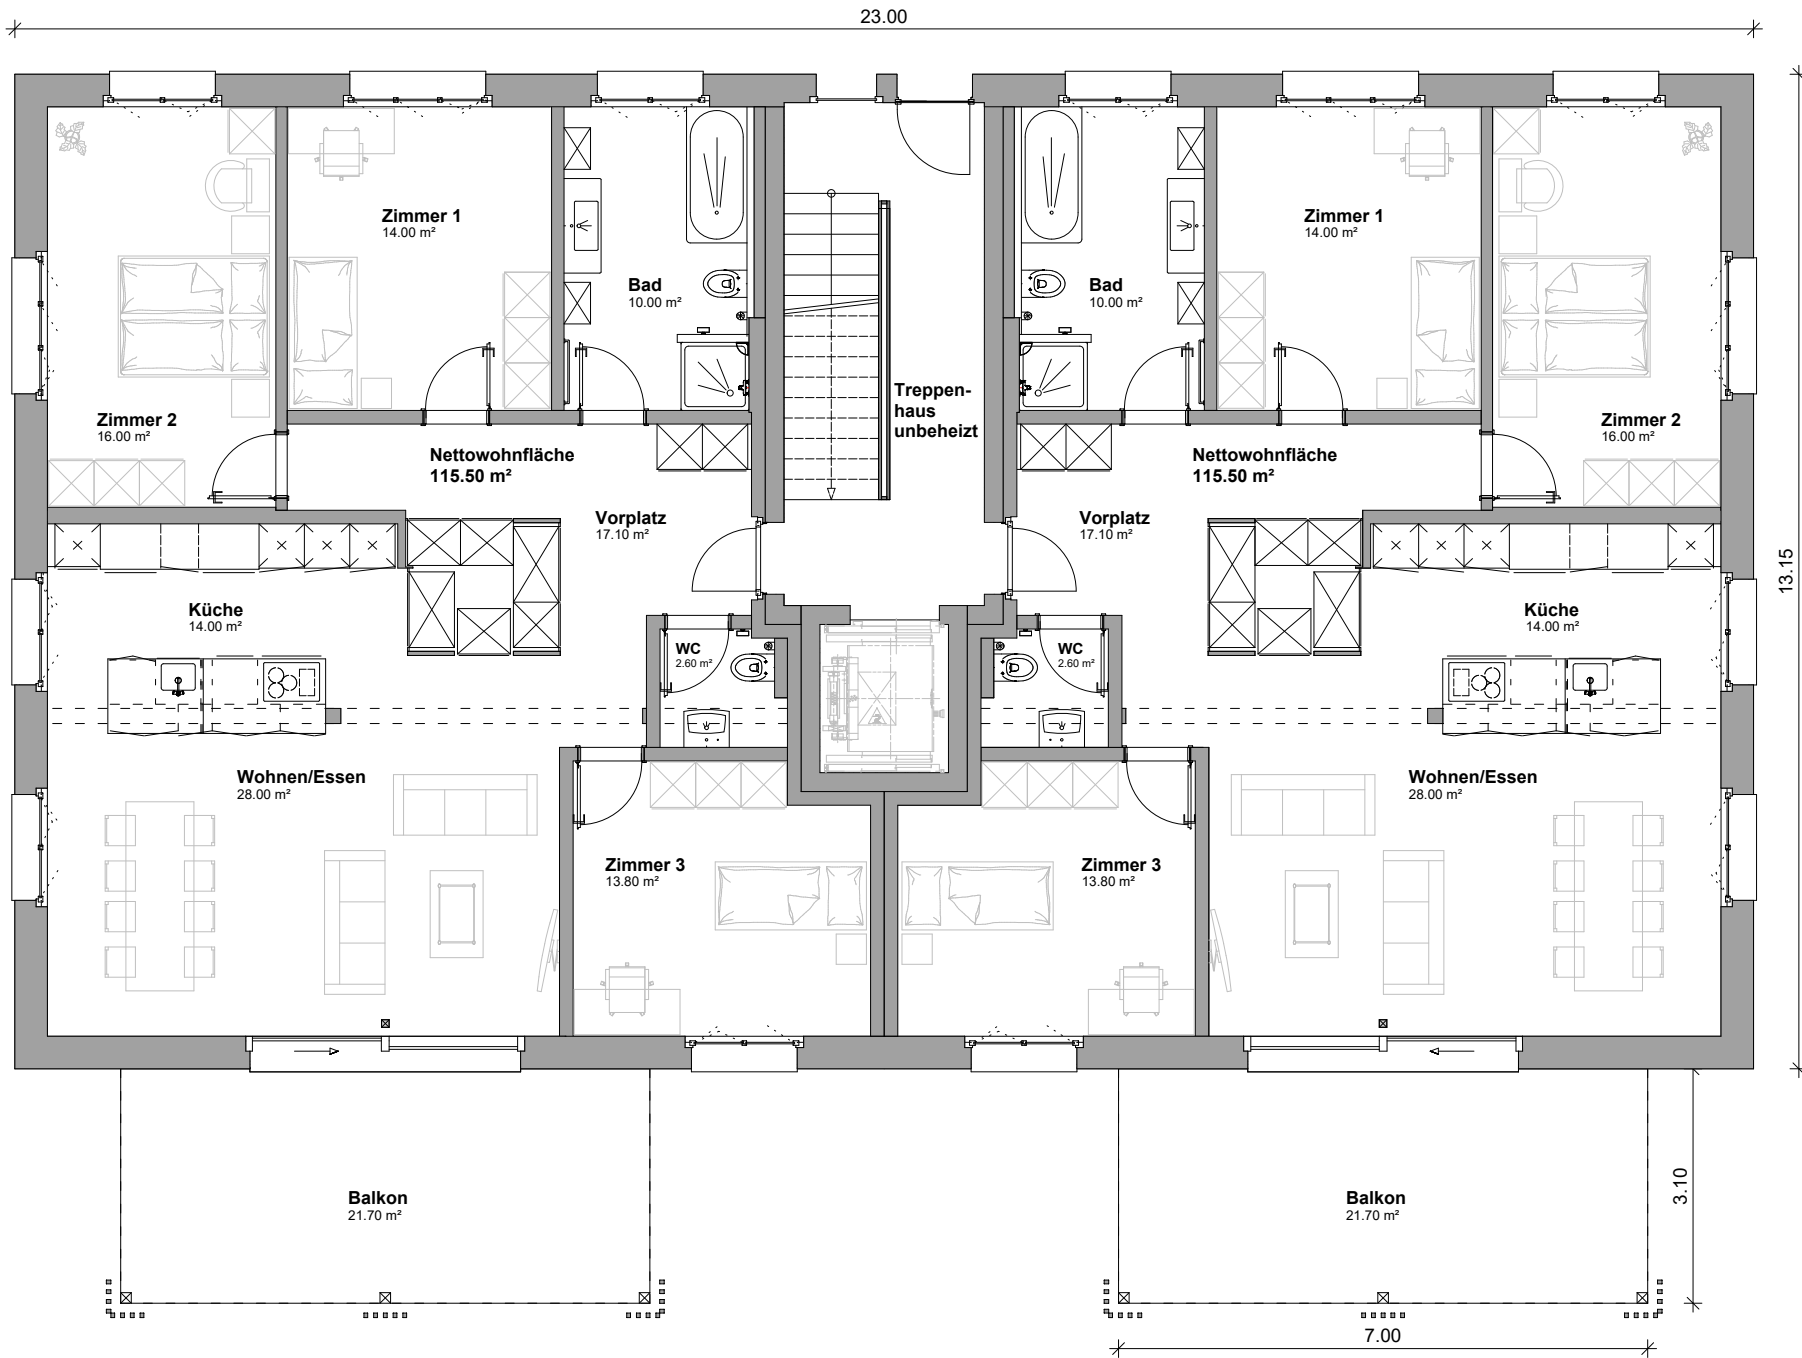 23.00
Zimmer 1
14.00 m²
Zimmer 1
14.00 m²
Bad
10.00 m²
Bad
10.00 m²
Treppen-
haus
unbeheizt
Zimmer 2
16.00 m²
Zimmer 2
16.00 m²
Nettowohnfläche
115.50 m²
Nettowohnfläche
115.50 m²
Vorplatz
17.10 m²
Vorplatz
17.10 m²
13.15
Küche
14.00 m²
Küche
14.00 m²
WC
2.60 m²
WC
2.60 m²
Wohnen/Essen
28.00 m²
Wohnen/Essen
28.00 m²
Zimmer 3
13.80 m²
Zimmer 3
13.80 m²
Balkon
21.70 m²
Balkon
21.70 m²
3.10
7.00